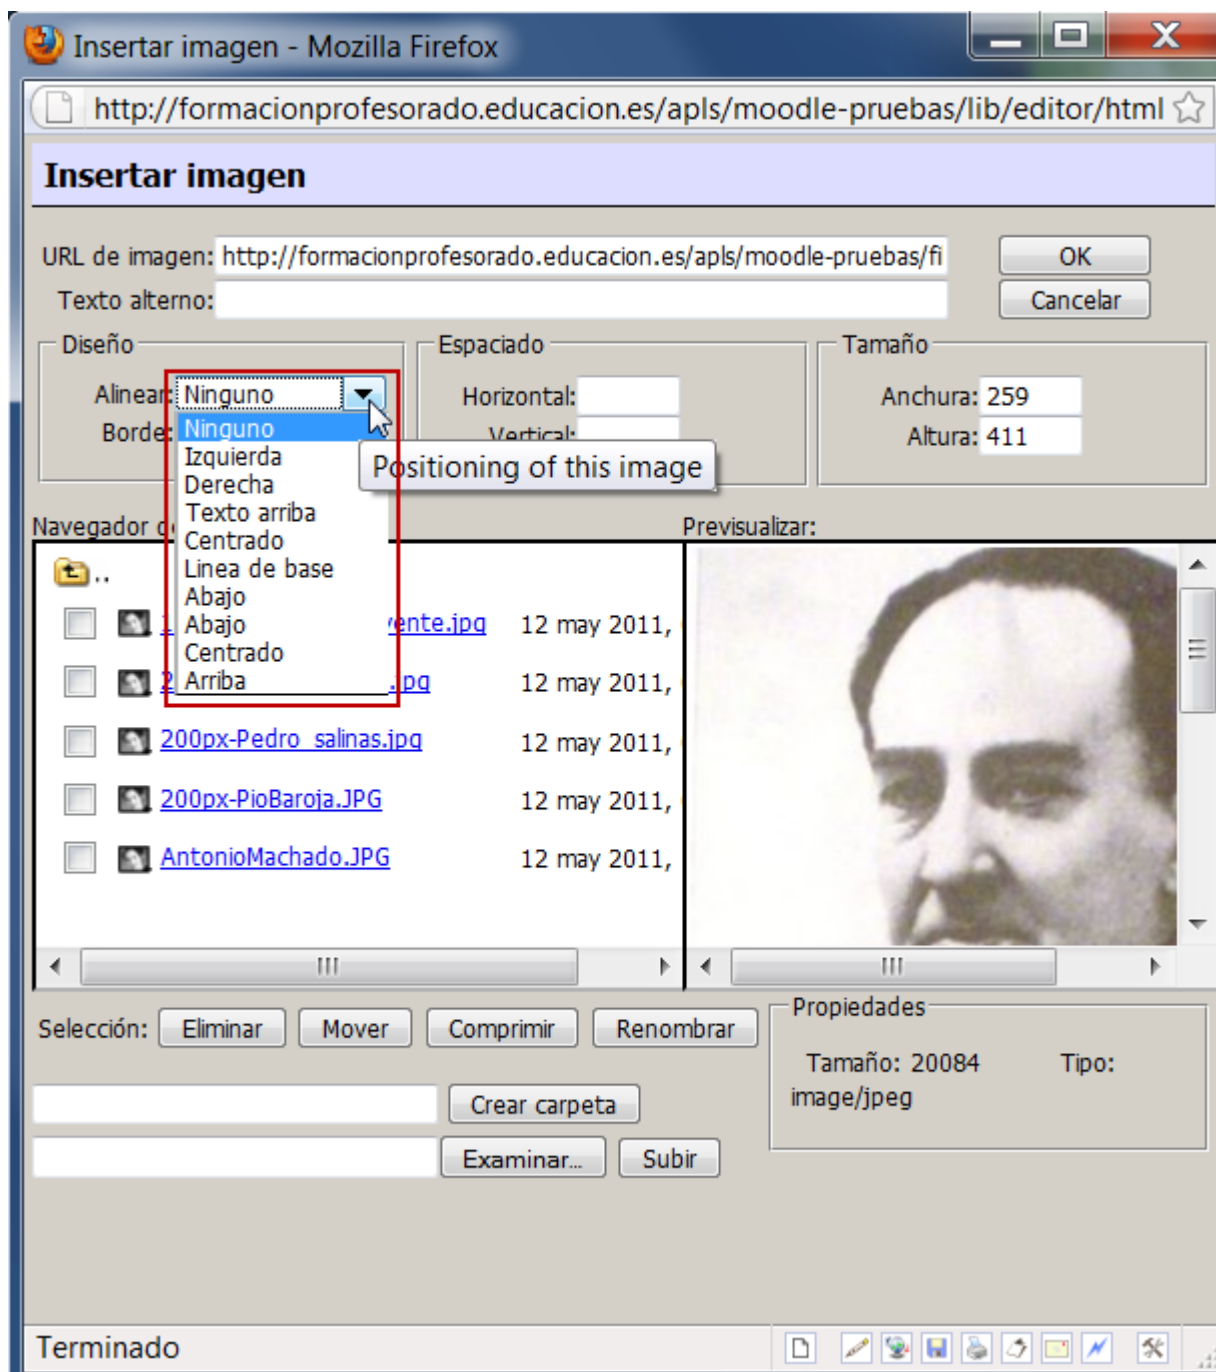 Insertar imagen - Mozilla Firefox
http://formacionprofesorado.educacion.es/apls/moodle-pruebas/lib/editor/html
Insertar imagen
URL de imagen: http://formacionprofesorado.educacion.es/apls/moodle-pruebas/fi
OK
Texto alterno:
Cancelar
Diseño
Espaciado
Tamaño
Alinear: Ninguno
Horizontal:
Anchura: 259
Borde:
Vertical:
Altura: 411
Ninguno
Izquierda
Derecha
Texto arriba
Centrado
Linea de base
Abajo
Abajo
Centrado
Arriba
Positioning of this image
Navegador
Previsualizar:
..
vente.jpg 12 may 2011,
.jpg 12 may 2011,
200px-Pedro_salinas.jpg 12 may 2011,
200px-PioBaroja.JPG 12 may 2011,
AntonioMachado.JPG 12 may 2011,
Selección: Eliminar Mover Comprimir Renombrar
Propiedades
Tamaño: 20084 Tipo:
image/jpeg
Crear carpeta
Examinar... Subir
Terminado